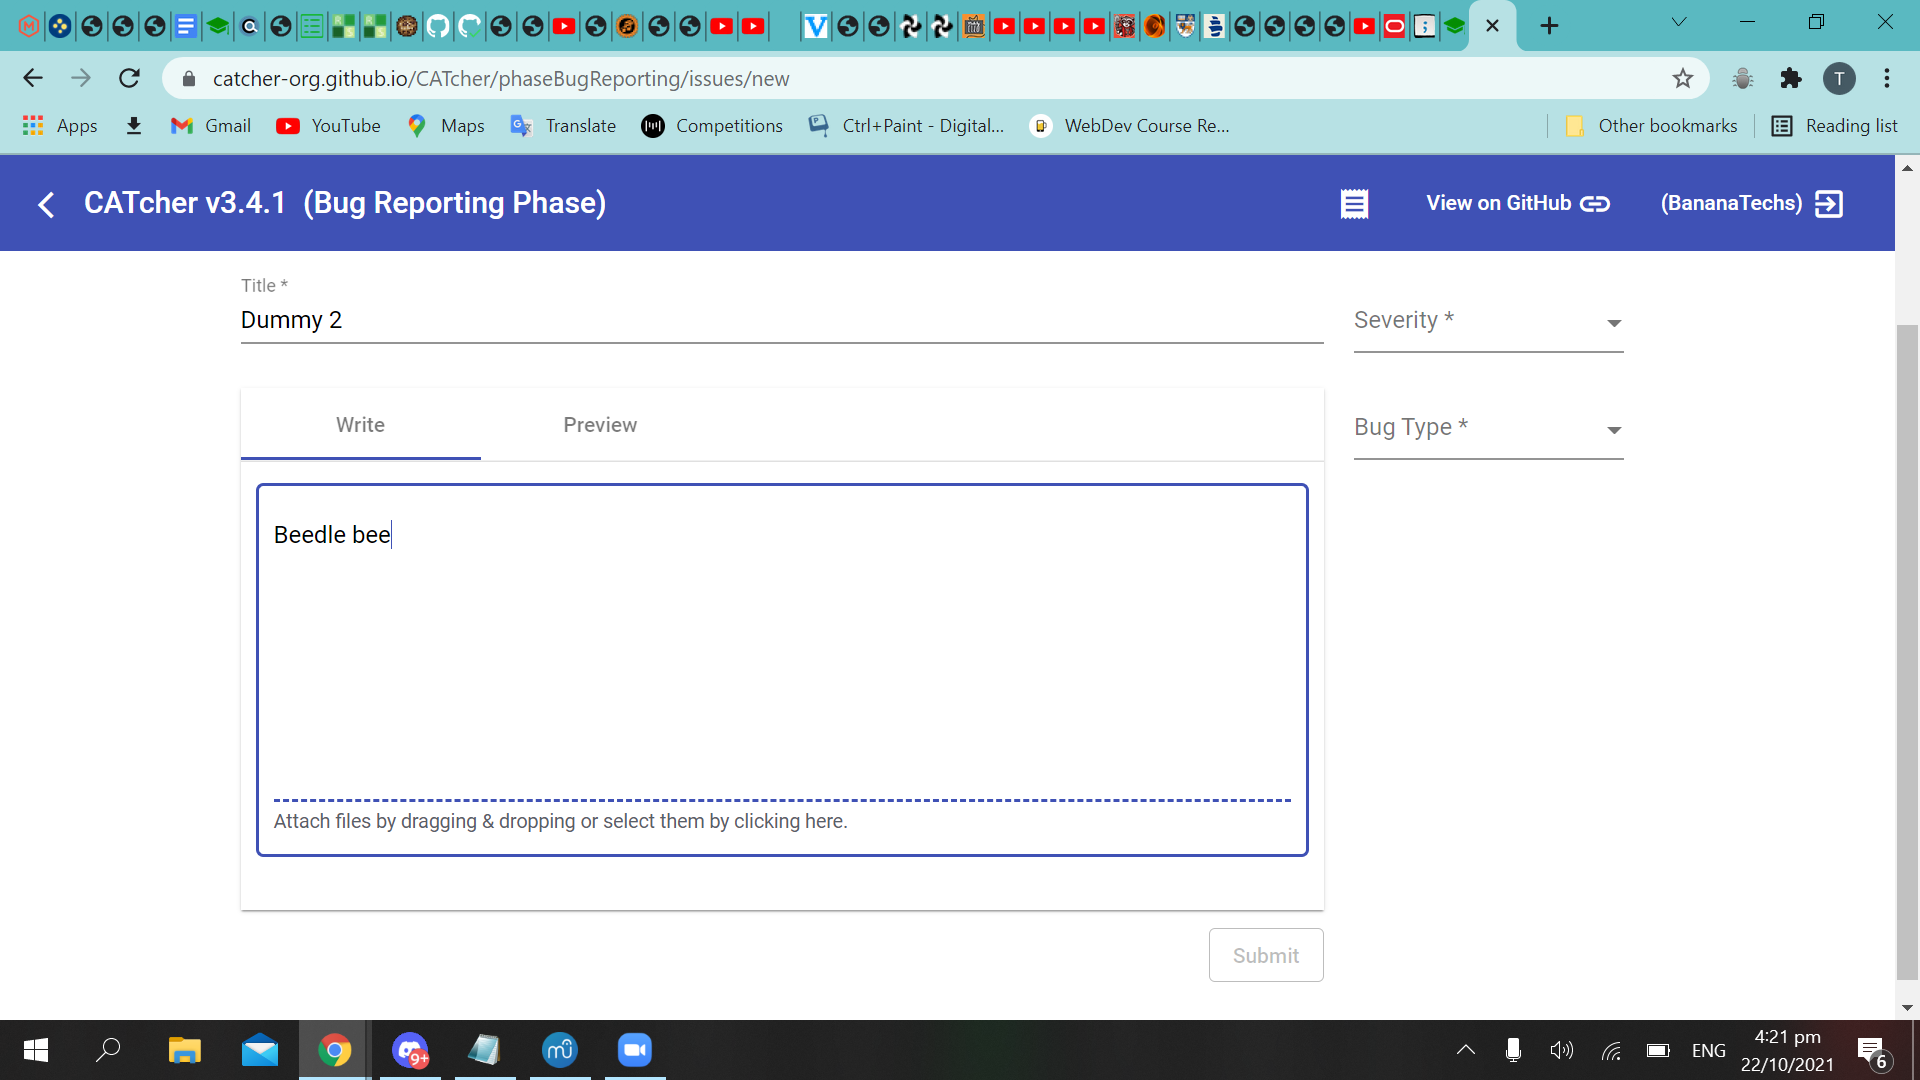 catcher-org.github.io/CATcher/phaseBugReporting/issues/new
T
Apps
Gmail
YouTube
Maps
Translate
Competitions
Ctrl+Paint - Digital...
WebDev Course Re...
Other bookmarks
Reading list
CATcher v3.4.1 (Bug Reporting Phase)
View on GitHub
(BananaTechs)
Title *
Dummy 2
Severity *
Write
Preview
Bug Type *
Beedle bee
Attach files by dragging & dropping or select them by clicking here.
Submit
9+
ENG
4:21 pm
22/10/2021
6